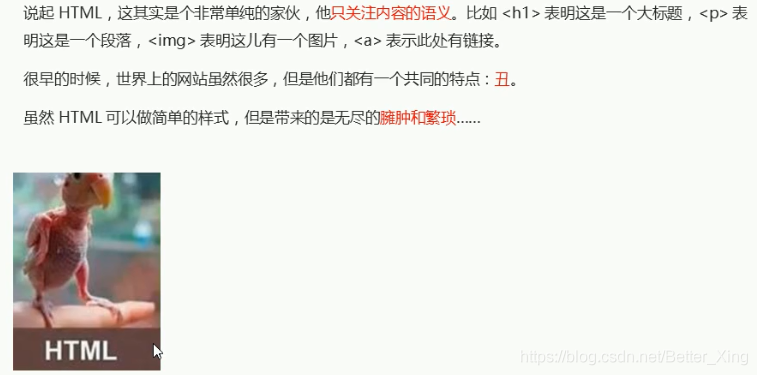 说起 HTML，这其实是个非常单纯的家伙，他只关注内容的语义。比如 <h1> 表明这是一个大标题，<p> 表
明这是一个段落，<img> 表明这儿有一个图片，<a> 表示此处有链接。
很早的时候，世界上的网站虽然很多，但是他们都有一个共同的特点：丑。
虽然 HTML 可以做简单的样式，但是带来的是无尽的臃肿和繁琐……
HTML
https://blog.csdn.net/Better_Xing